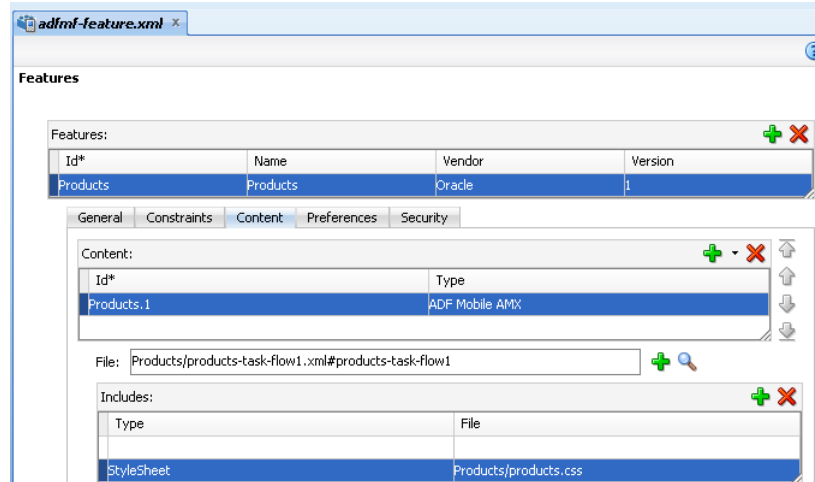 adfmf-feature.xml
Features
Features:
Id* Name Vendor Version
Products Products Oracle 1
General Constraints Content Preferences Security
Content:
Id* Type
Products.1 ADF Mobile AMX
File: Products/products-task-flow1.xml#products-task-flow1
Includes:
Type File
StyleSheet Products/products.css